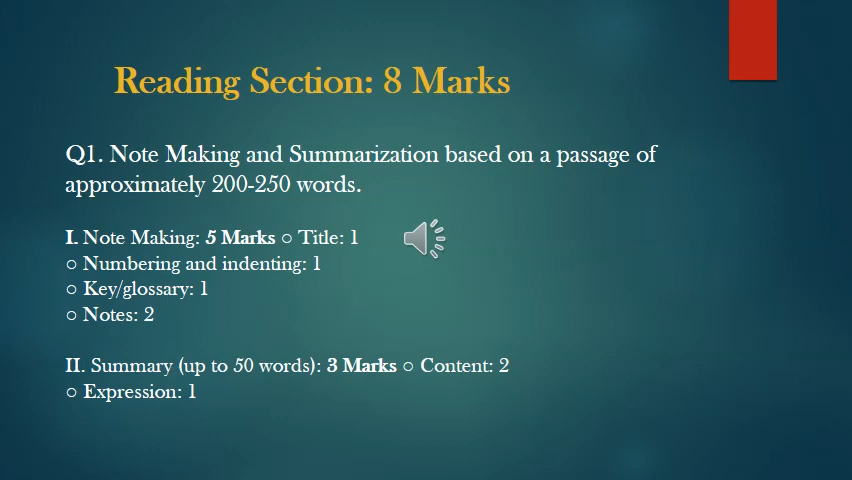 Reading Section: 8 Marks
Q1. Note Making and Summarization based on a passage of
approximately 200-250 words.
I. Note Making: 5 Marks ○ Title: 1
○ Numbering and indenting: 1
○ Key/glossary: 1
○ Notes: 2
II. Summary (up to 50 words): 3 Marks ○ Content: 2
○ Expression: 1